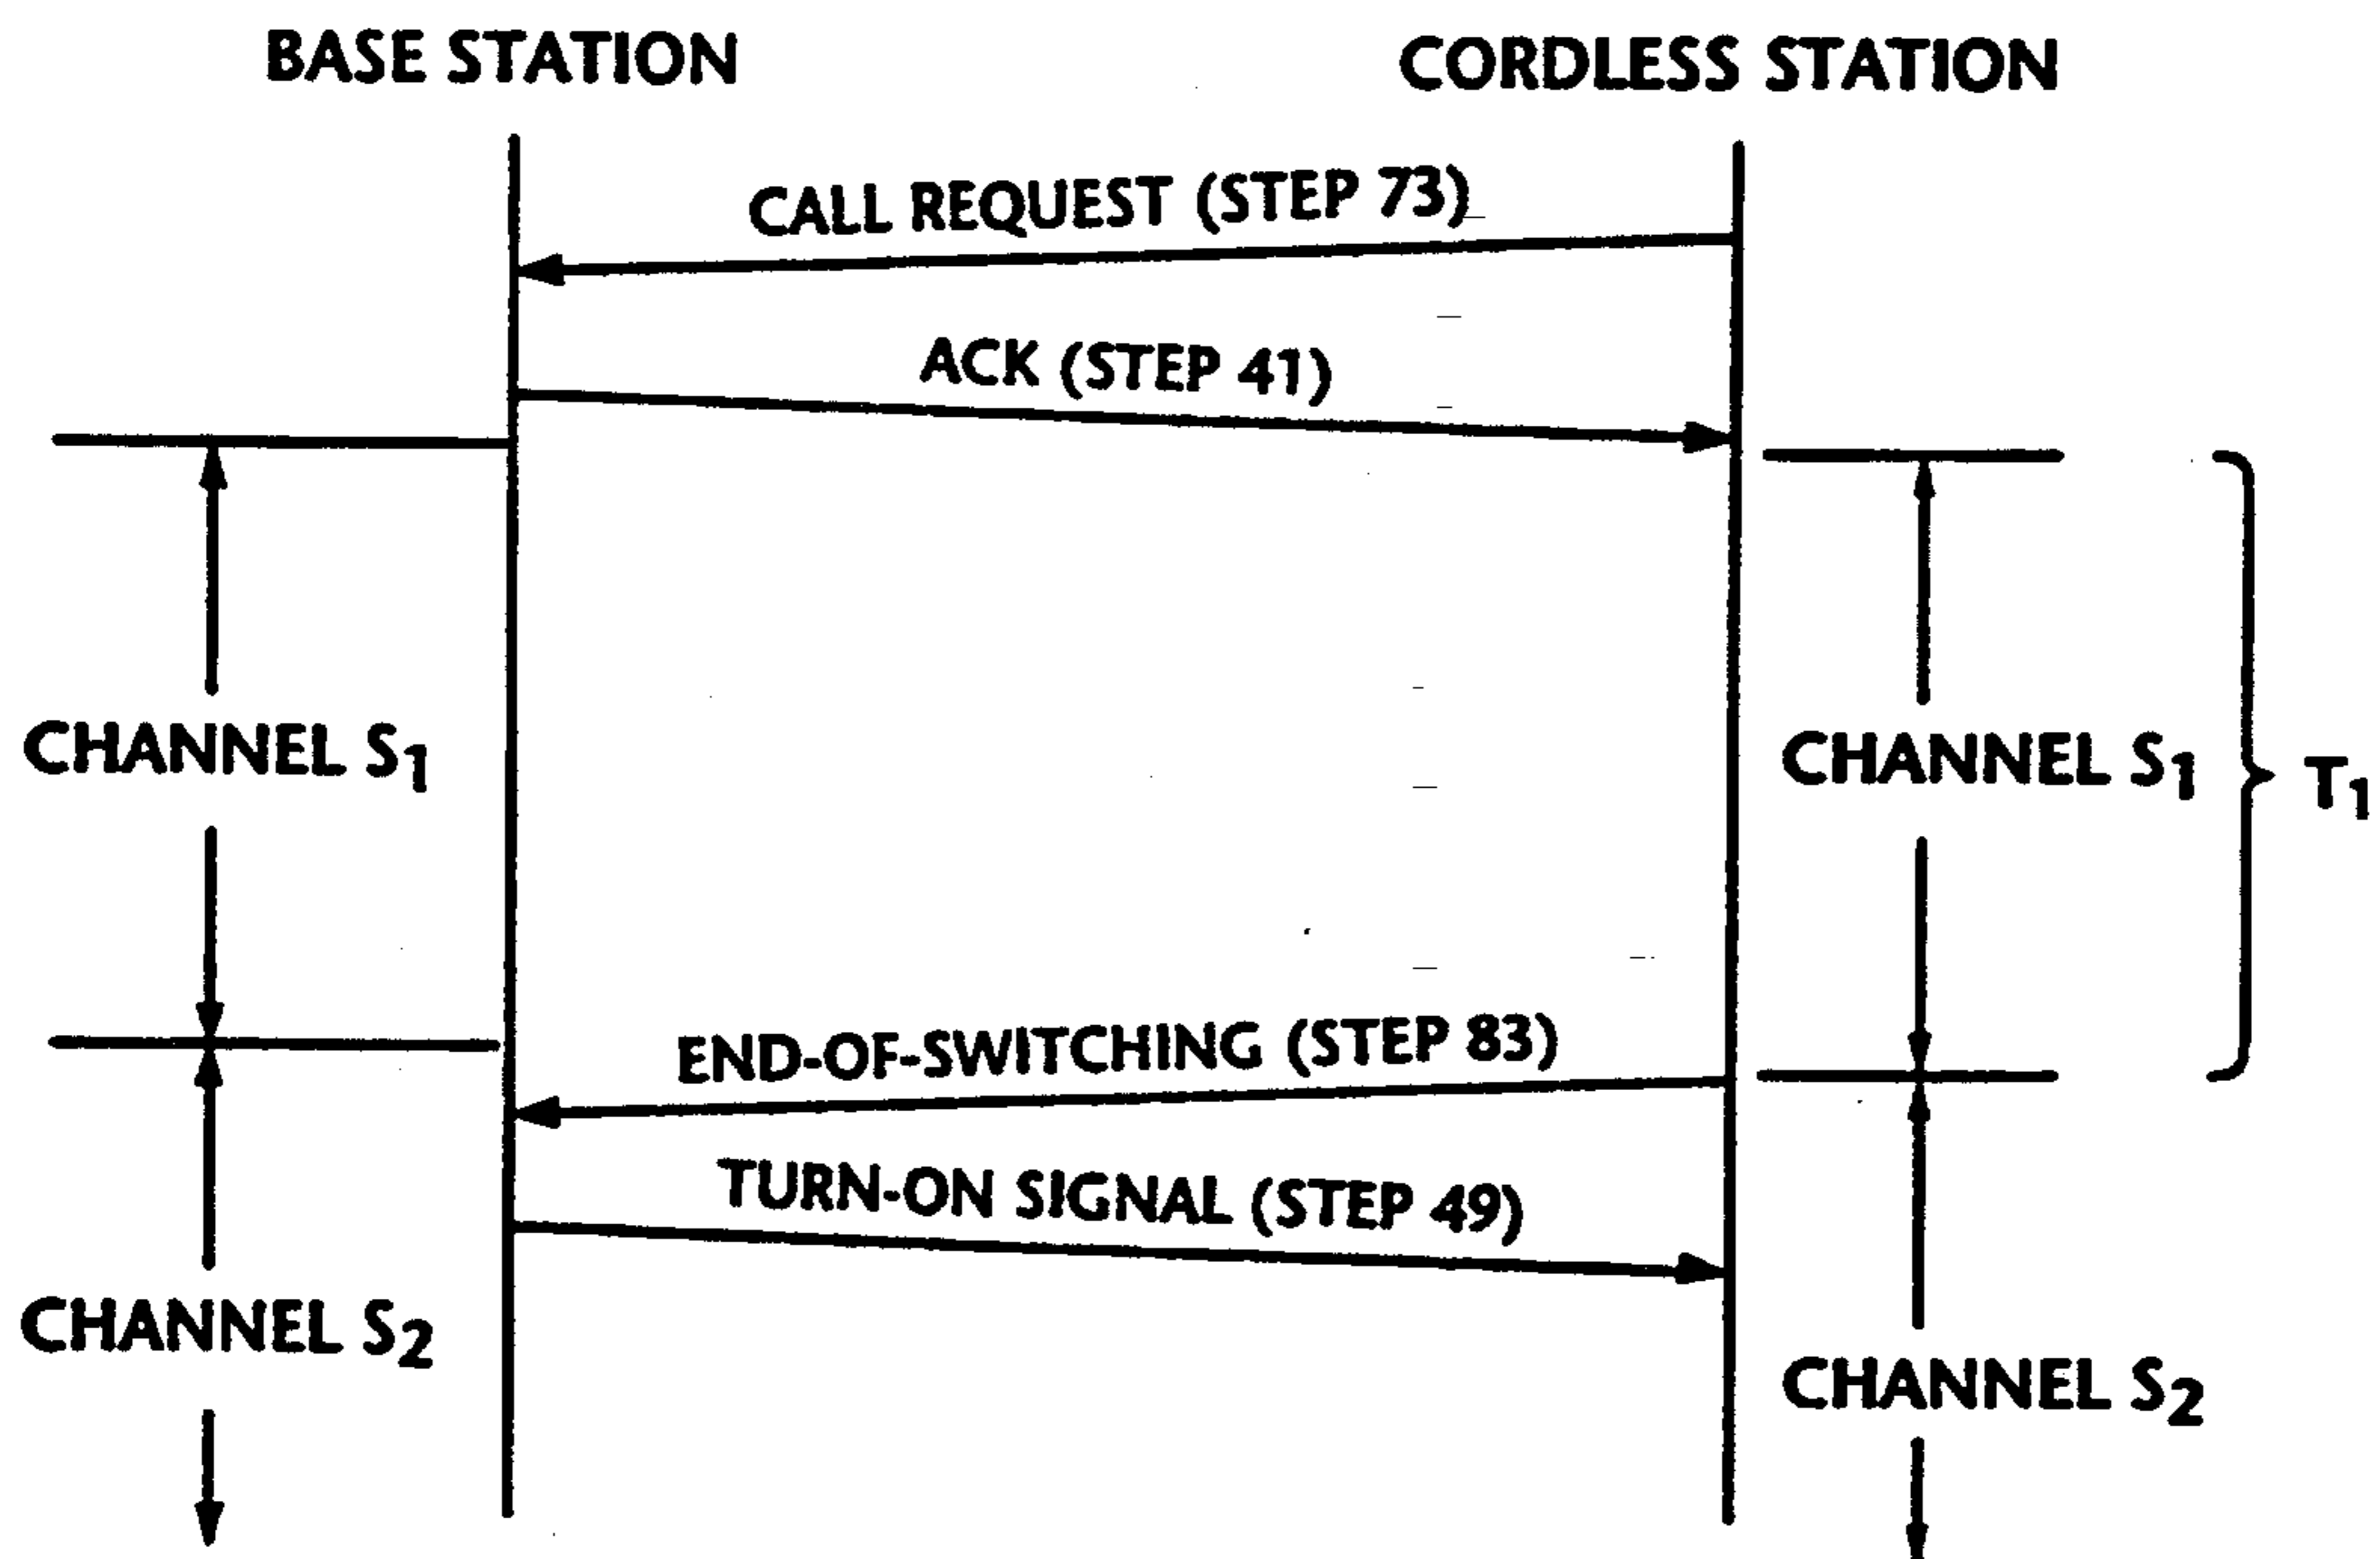 BASE STATION
CORDLESS STATION
CALL REQUEST (STEP 73)
ACK (STEP 41)
CHANNEL S1
CHANNEL S1
T1
END-OF-SWITCHING (STEP 83)
TURN-ON SIGNAL (STEP 49)
CHANNEL S2
CHANNEL S2